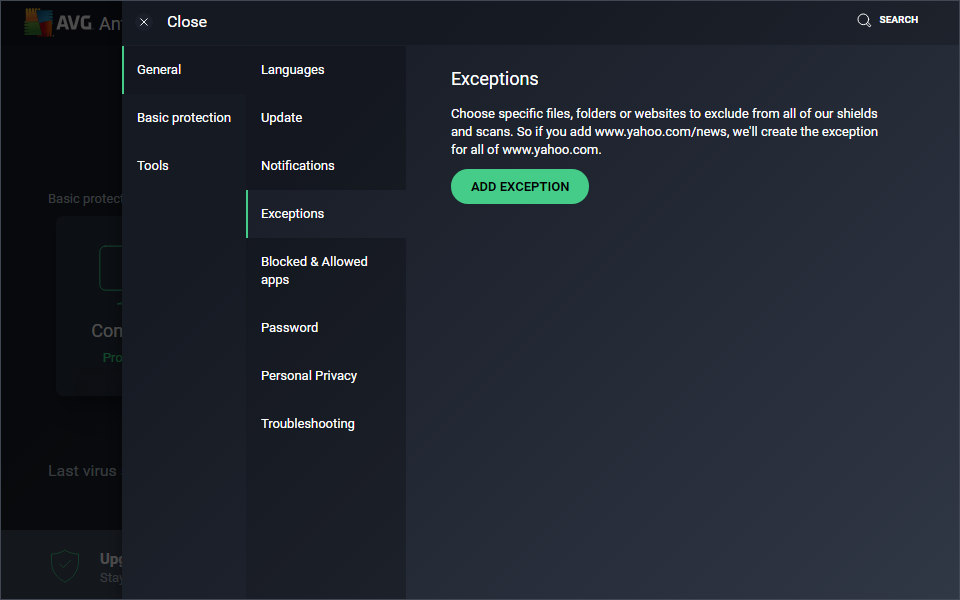 AVG
Close
SEARCH
General
Basic protection
Tools
Languages
Update
Notifications
Exceptions
Blocked & Allowed
apps
Password
Personal Privacy
Troubleshooting
Exceptions
Choose specific files, folders or websites to exclude from all of our shields
and scans. So if you add www.yahoo.com/news, we'll create the exception
for all of www.yahoo.com.
ADD EXCEPTION
Basic protect
Com
Pro
Last virus
Upg
Stay